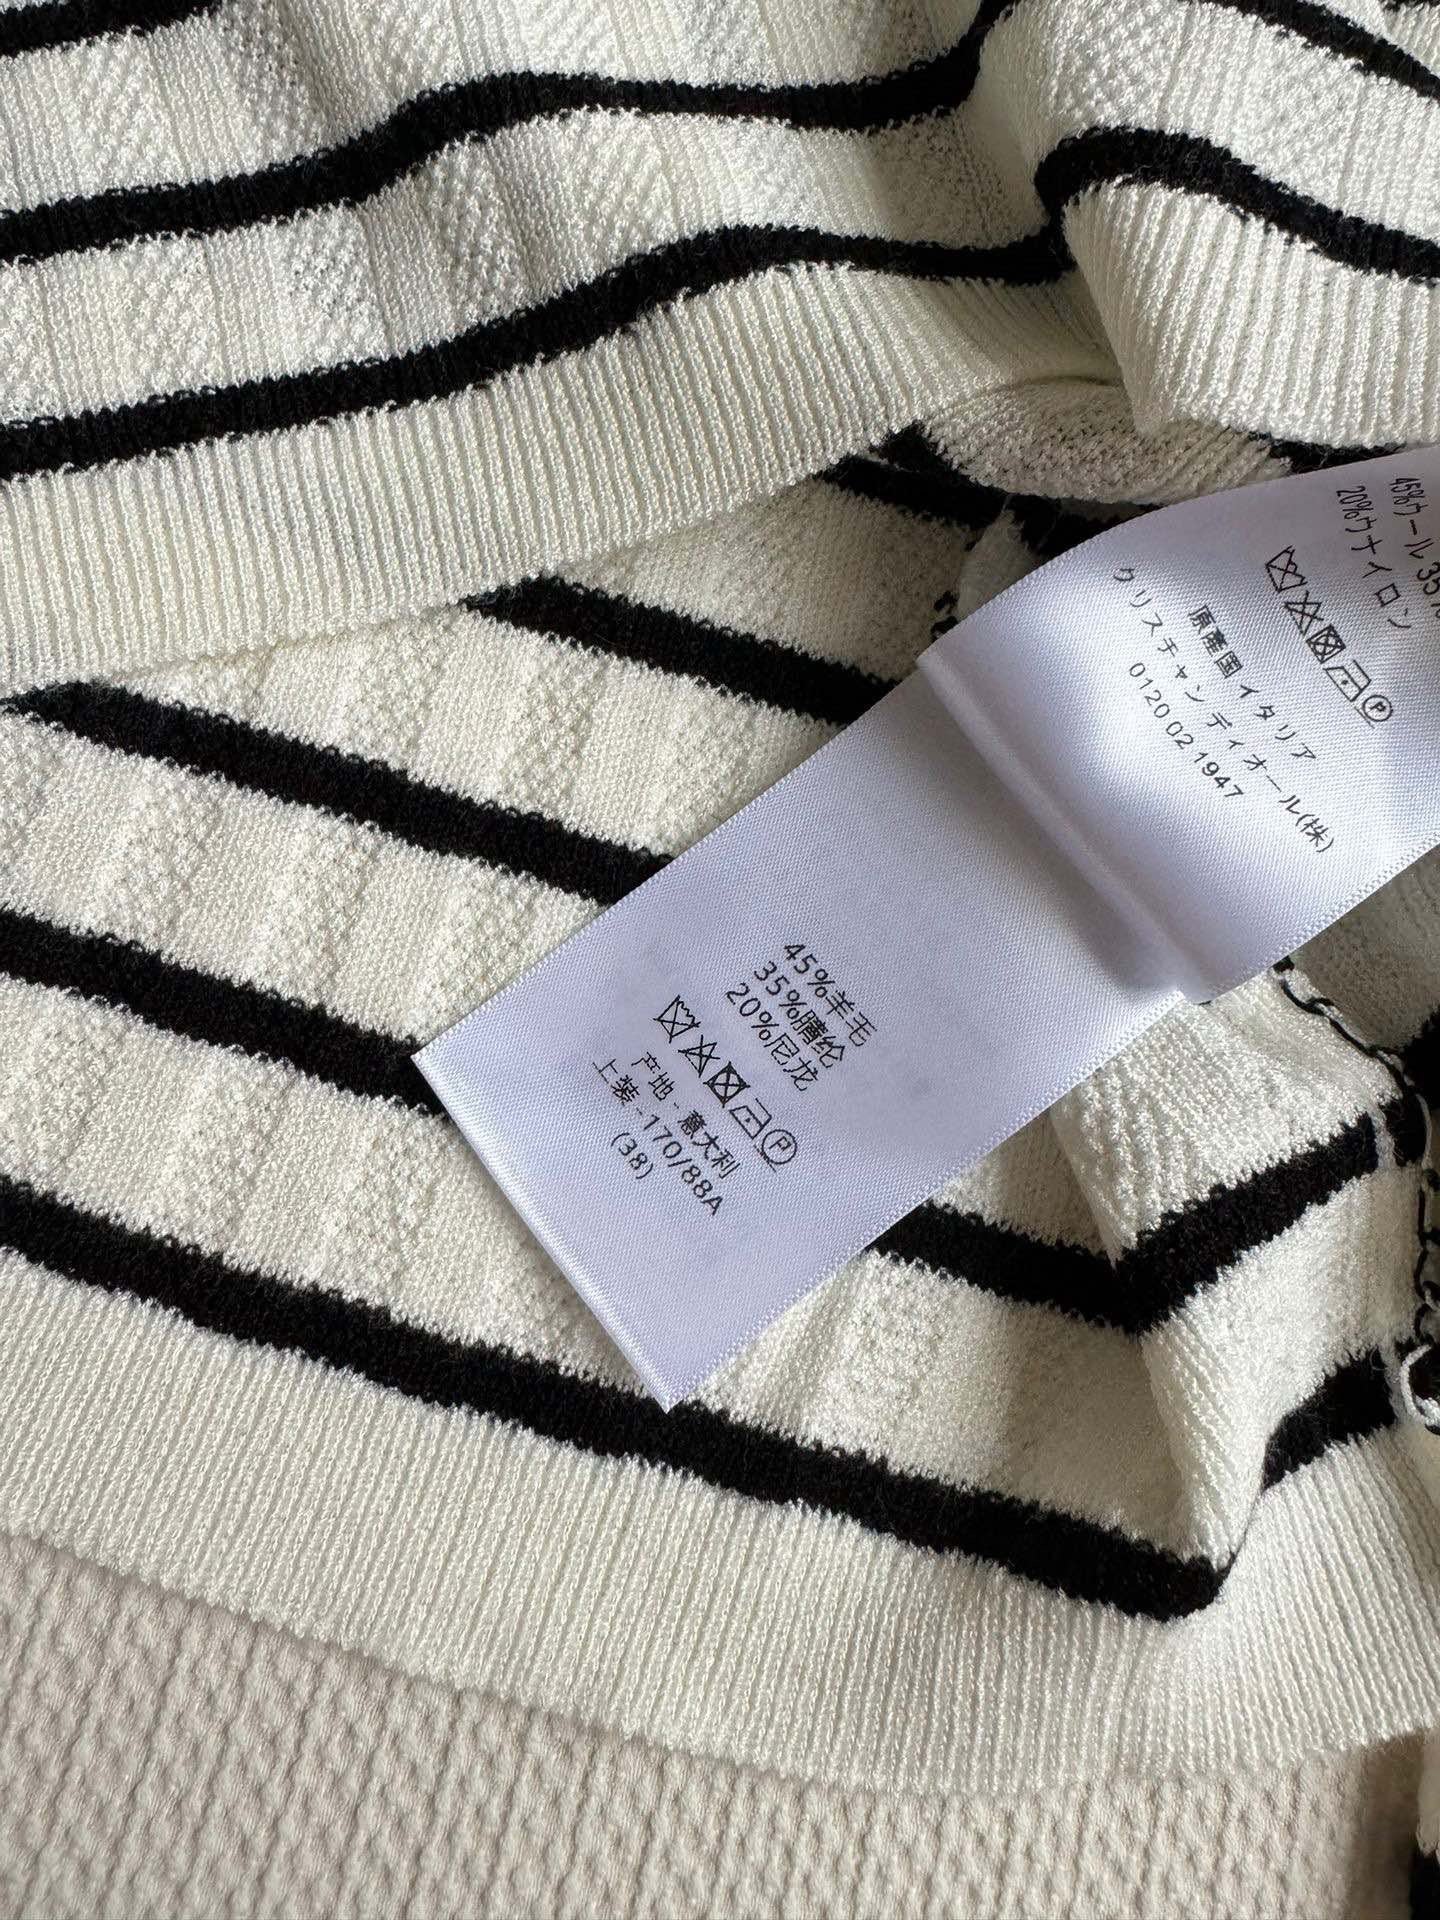 45%ウール 35%
20%ウナイロン
原産国 イタリア
クリスチャン ディオール(株)
0120 02 1947
45%羊毛
35%腈纶
20%尼龙
P
产地 - 意大利
上装 -170/88A
(38)